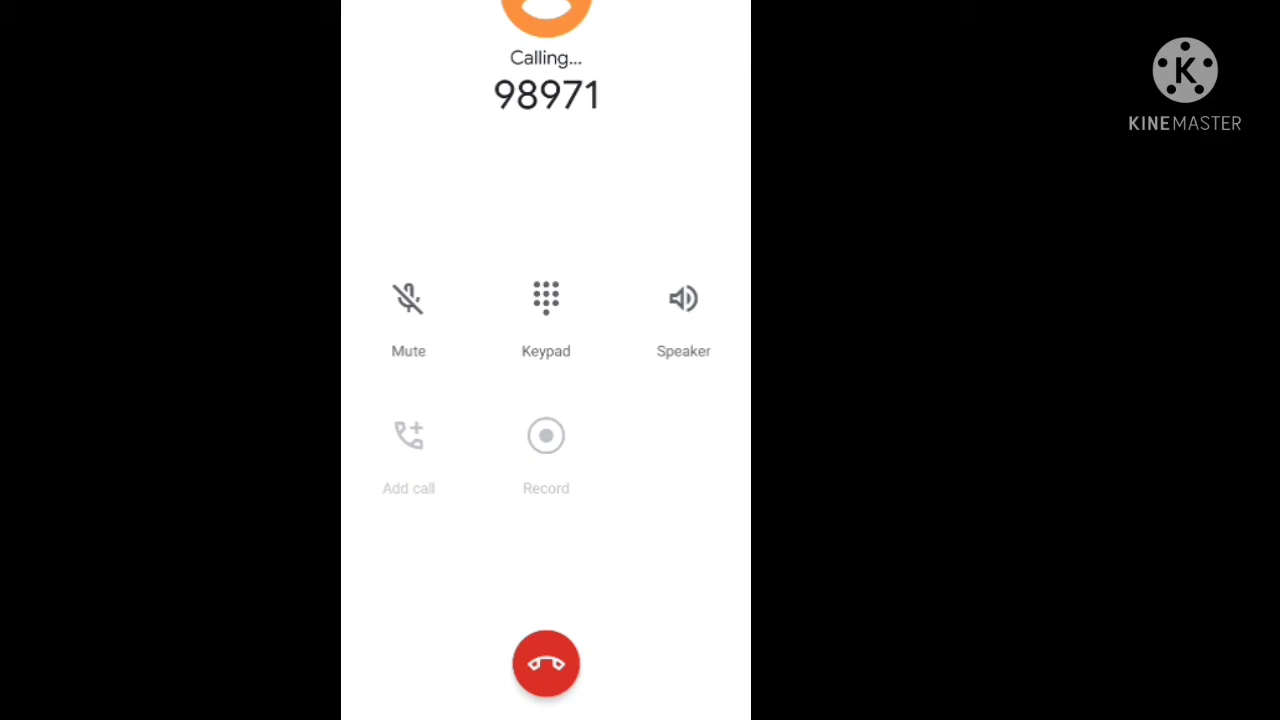 Calling...
98971
K
KINEMASTER
Mute
Keypad
Speaker
Add call
Record